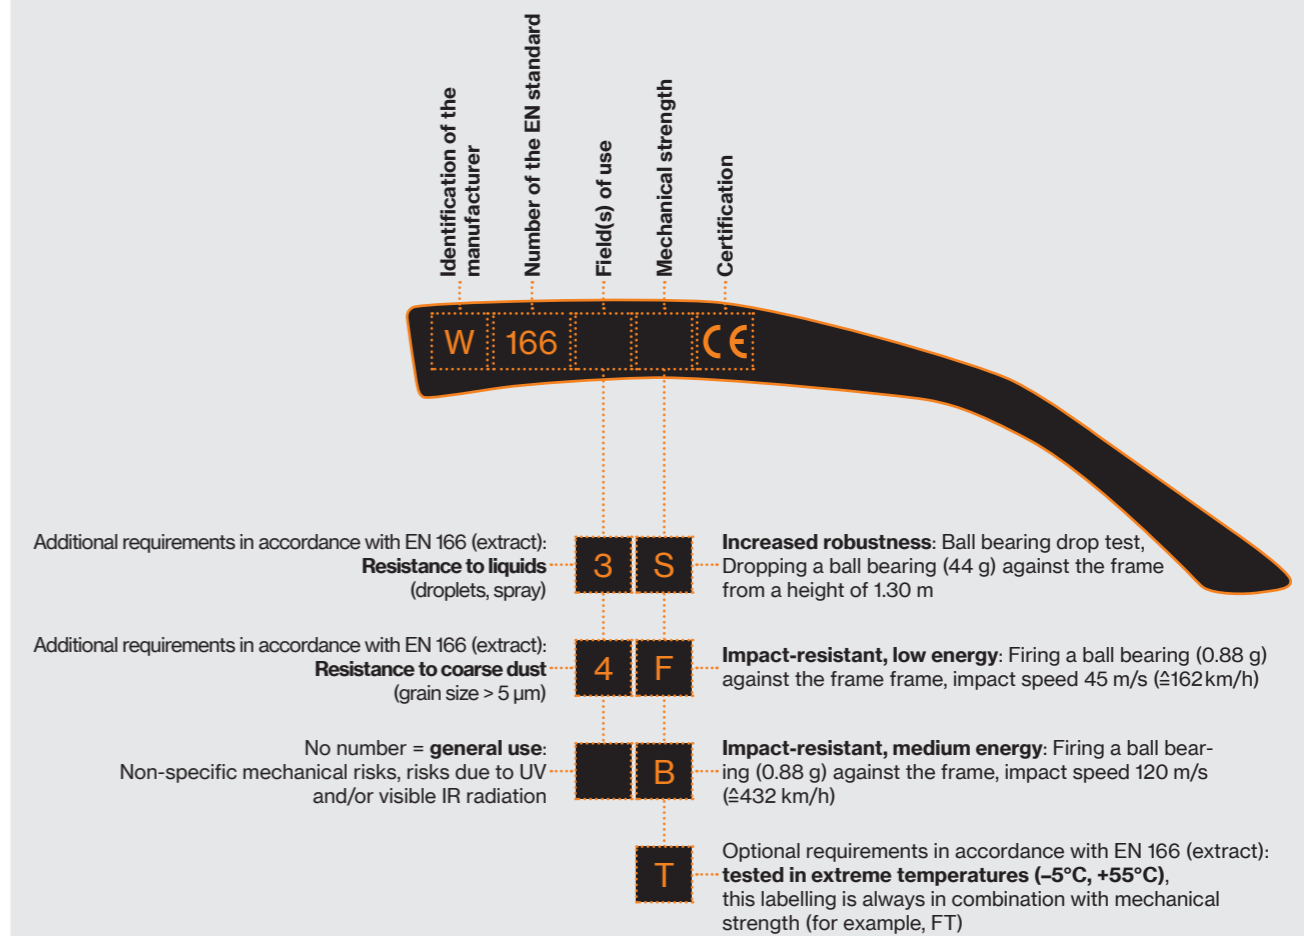 Identification of the
manufacturer
Number of the EN standard
Field(s) of use
Mechanical strength
Certification
W 166 CE
Additional requirements in accordance with EN 166 (extract):
Resistance to liquids
(droplets, spray)
3 S
Increased robustness: Ball bearing drop test,
Dropping a ball bearing (44 g) against the frame
from a height of 1.30 m
Additional requirements in accordance with EN 166 (extract):
Resistance to coarse dust
(grain size > 5 µm)
4 F
Impact-resistant, low energy: Firing a ball bearing (0.88 g)
against the frame frame, impact speed 45 m/s (≙162 km/h)
No number = general use:
Non-specific mechanical risks, risks due to UV
and/or visible IR radiation
B
Impact-resistant, medium energy: Firing a ball bear-
ing (0.88 g) against the frame, impact speed 120 m/s
(≙432 km/h)
T
Optional requirements in accordance with EN 166 (extract):
tested in extreme temperatures (–5°C, +55°C),
this labelling is always in combination with mechanical
strength (for example, FT)